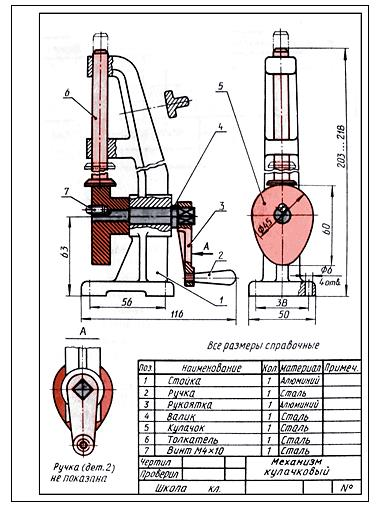 6
5
4
7
3
A
2
1
63
56
116
203...218
60
Ø45
Ø6
4 отв.
38
50
Все размеры справочные
A
Ручка (дет. 2)
не показана
Поз. Наименование Кол Материал Примеч.
1 Стойка 1 Алюминий
2 Ручка 1 Сталь
3 Рукоятка 1 Алюминий
4 Валик 1 Сталь
5 Кулачок 1 Сталь
6 Толкатель 1 Сталь
7 Винт М4×10 1 Сталь
Чертил
Проверил
Механизм
кулачковый
Школа кл.
№